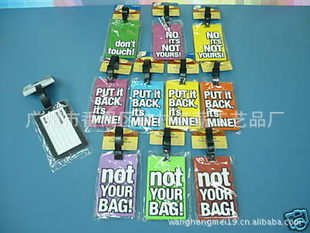 don't
touch!
NO
it's
NOT
YOURS!
NO
it's
NOT
YOURS!
PUT it
BACK,
it's
MINE!
PUT it
BACK,
it's
MINE!
PUT it
BACK,
it's
MINE!
PUT it
BACK,
it's
MINE!
not
YOUR
BAG!
not
YOUR
BAG!
not
YOUR
BAG!
wanghongmei19.cn.alibaba.com